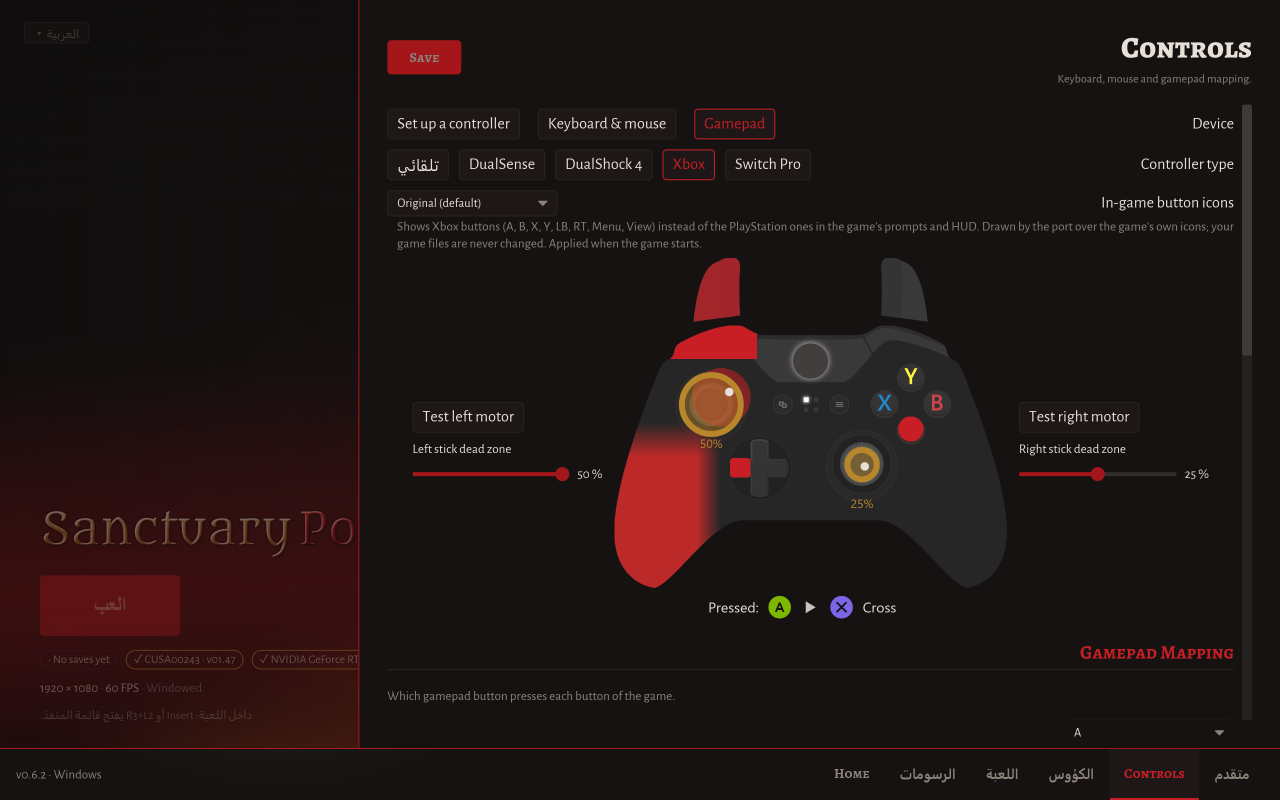 العربية
Save
Controls
Keyboard, mouse and gamepad mapping.
Set up a controller
Keyboard & mouse
Gamepad
Device
تلقائي
DualSense
DualShock 4
Xbox
Switch Pro
Controller type
Original (default)
In-game button icons
Shows Xbox buttons (A, B, X, Y, LB, RT, Menu, View) instead of the PlayStation ones in the game's prompts and HUD. Drawn by the port over the game's own icons; your
game files are never changed. Applied when the game starts.
Y
X
B
Test left motor
Test right motor
50%
Left stick dead zone
Right stick dead zone
50 %
25 %
25%
Sanctuary Po
العب
Pressed:
A
Cross
· No saves yet
✓ CUSA00243 · v01.47
✓ NVIDIA GeForce RT
Gamepad Mapping
1920 × 1080 · 60 FPS · Windowed
Which gamepad button presses each button of the game.
داخل اللعبة: Insert أو R3+L2 يفتح قائمة المنفذ.
A
v0.6.2 · Windows
Home
الرسومات
اللعبة
الكؤوس
Controls
متقدم